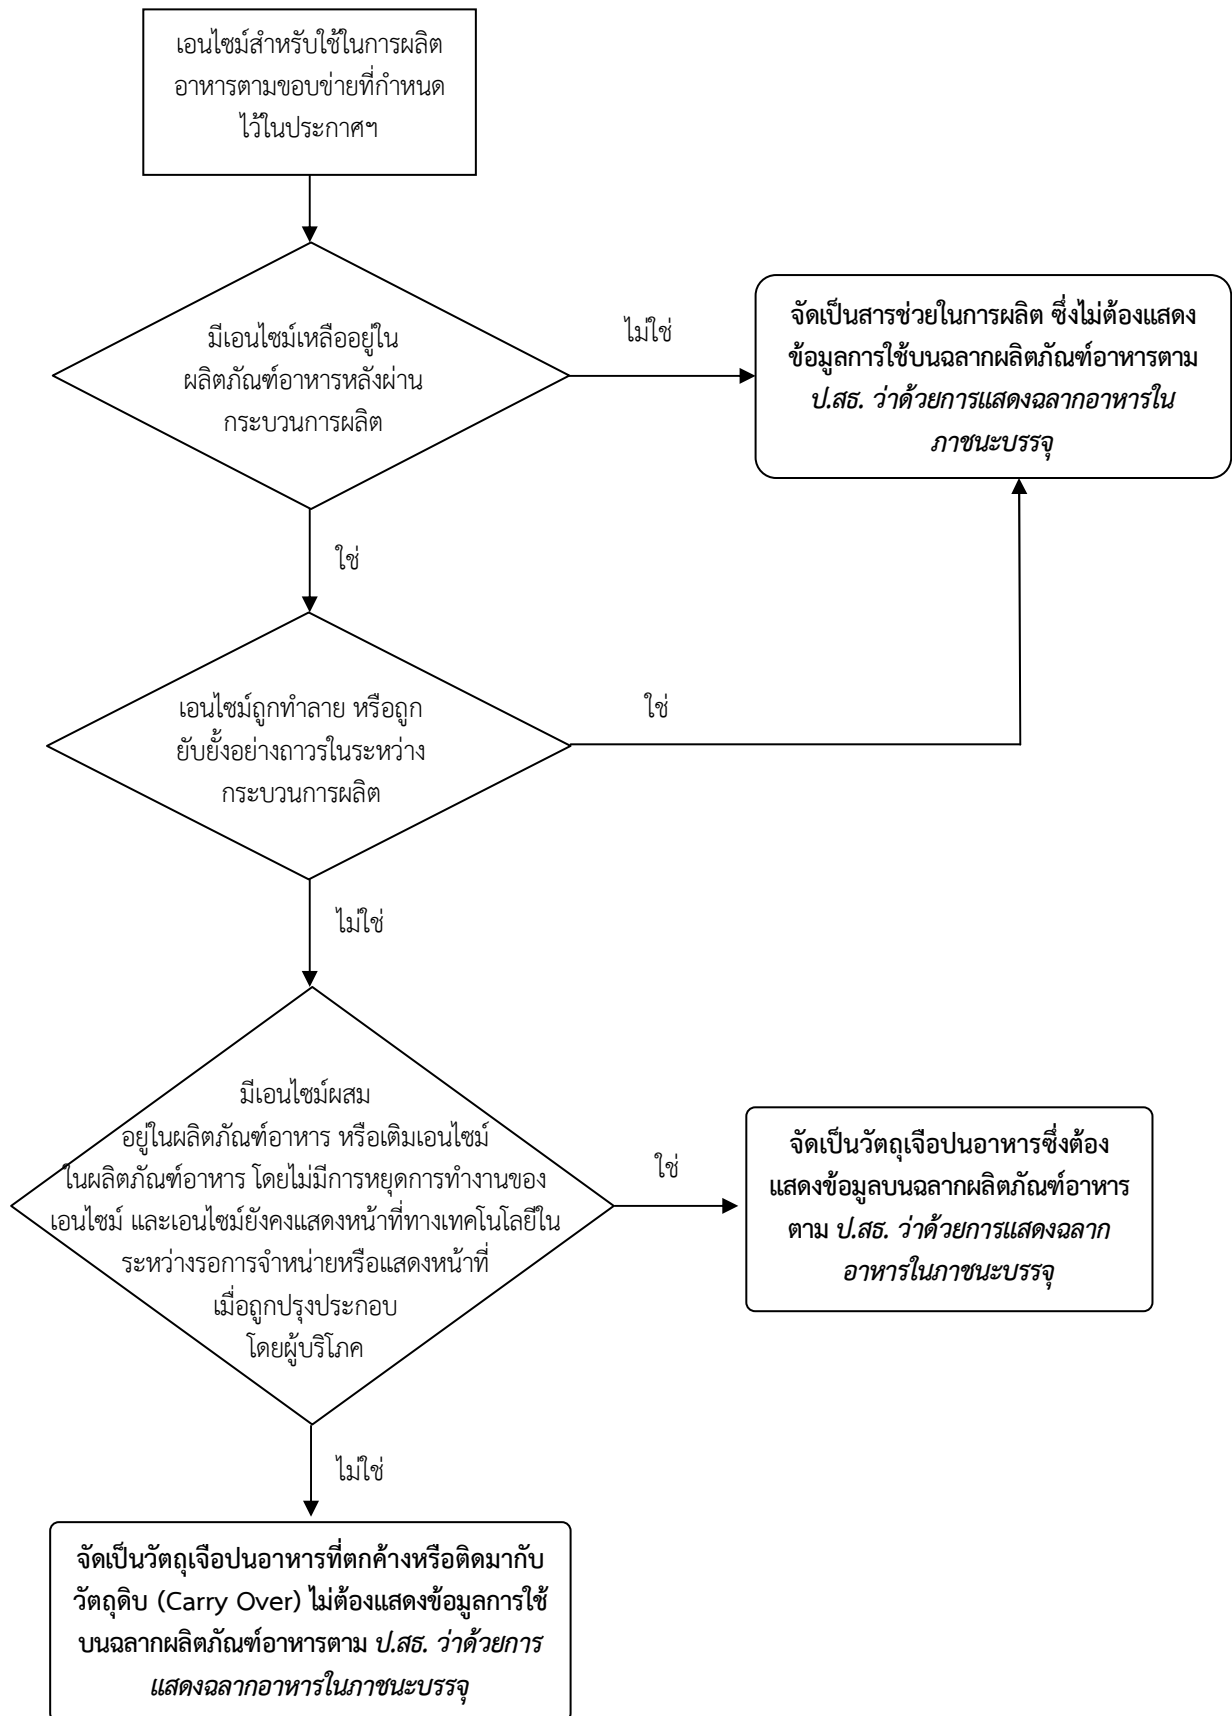 เอนไซม์สำหรับใช้ในการผลิต
อาหารตามขอบข่ายที่กำหนด
ไว้ในประกาศฯ
มีเอนไซม์เหลืออยู่ใน
ผลิตภัณฑ์อาหารหลังผ่าน
กระบวนการผลิต
ไม่ใช่
จัดเป็นสารช่วยในการผลิต ซึ่งไม่ต้องแสดง
ข้อมูลการใช้บนฉลากผลิตภัณฑ์อาหารตาม
ป.สธ. ว่าด้วยการแสดงฉลากอาหารใน
ภาชนะบรรจุ
ใช่
เอนไซม์ถูกทำลาย หรือถูก
ยับยั้งอย่างถาวรในระหว่าง
กระบวนการผลิต
ใช่
ไม่ใช่
มีเอนไซม์ผสม
อยู่ในผลิตภัณฑ์อาหาร หรือเติมเอนไซม์
ในผลิตภัณฑ์อาหาร โดยไม่มีการหยุดการทำงานของ
เอนไซม์ และเอนไซม์ยังคงแสดงหน้าที่ทางเทคโนโลยีใน
ระหว่างรอการจำหน่ายหรือแสดงหน้าที่
เมื่อถูกปรุงประกอบ
โดยผู้บริโภค
ใช่
จัดเป็นวัตถุเจือปนอาหารซึ่งต้อง
แสดงข้อมูลบนฉลากผลิตภัณฑ์อาหาร
ตาม ป.สธ. ว่าด้วยการแสดงฉลาก
อาหารในภาชนะบรรจุ
ไม่ใช่
จัดเป็นวัตถุเจือปนอาหารที่ตกค้างหรือติดมากับ
วัตถุดิบ (Carry Over) ไม่ต้องแสดงข้อมูลการใช้
บนฉลากผลิตภัณฑ์อาหารตาม ป.สธ. ว่าด้วยการ
แสดงฉลากอาหารในภาชนะบรรจุ